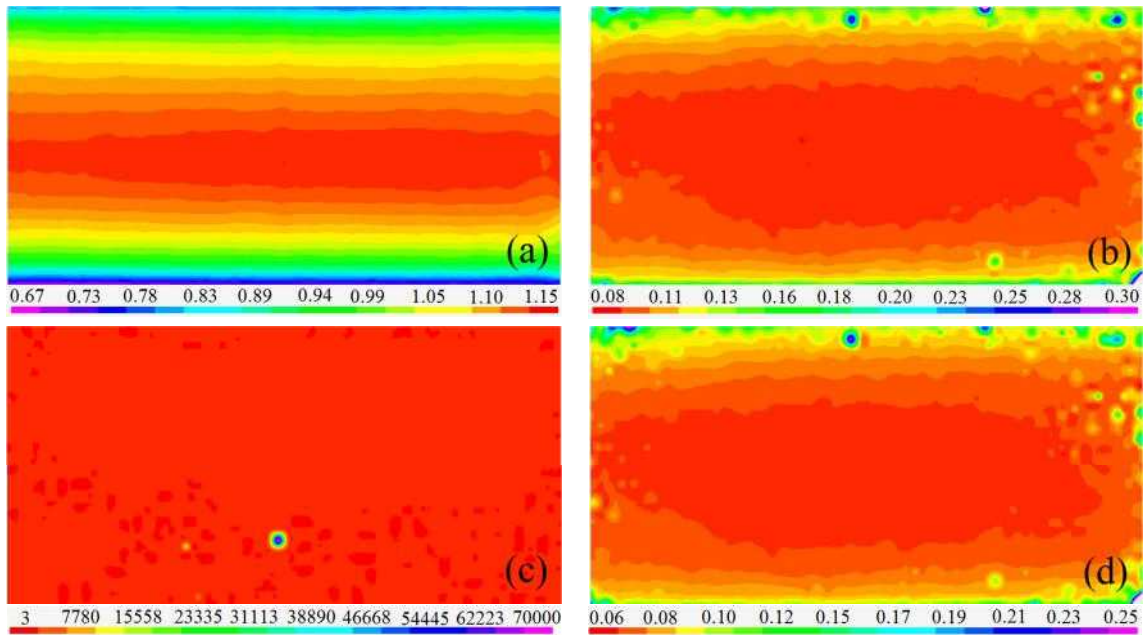 (a)
0.67 0.73 0.78 0.83 0.89 0.94 0.99 1.05 1.10 1.15
(b)
0.08 0.11 0.13 0.16 0.18 0.20 0.23 0.25 0.28 0.30
(c)
3 7780 15558 23335 31113 38890 46668 54445 62223 70000
(d)
0.06 0.08 0.10 0.12 0.15 0.17 0.19 0.21 0.23 0.25